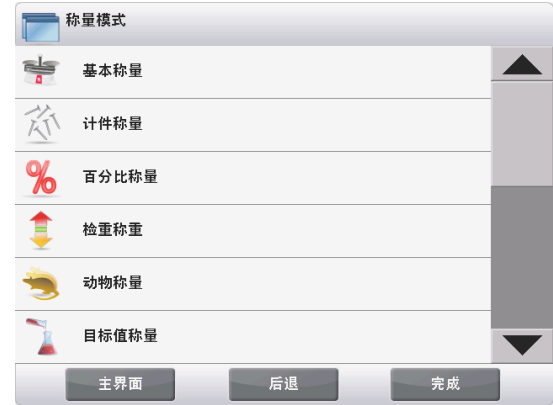 称量模式
基本称量
计件称量
%
百分比称量
检重称重
动物称量
目标值称量
主界面 后退 完成